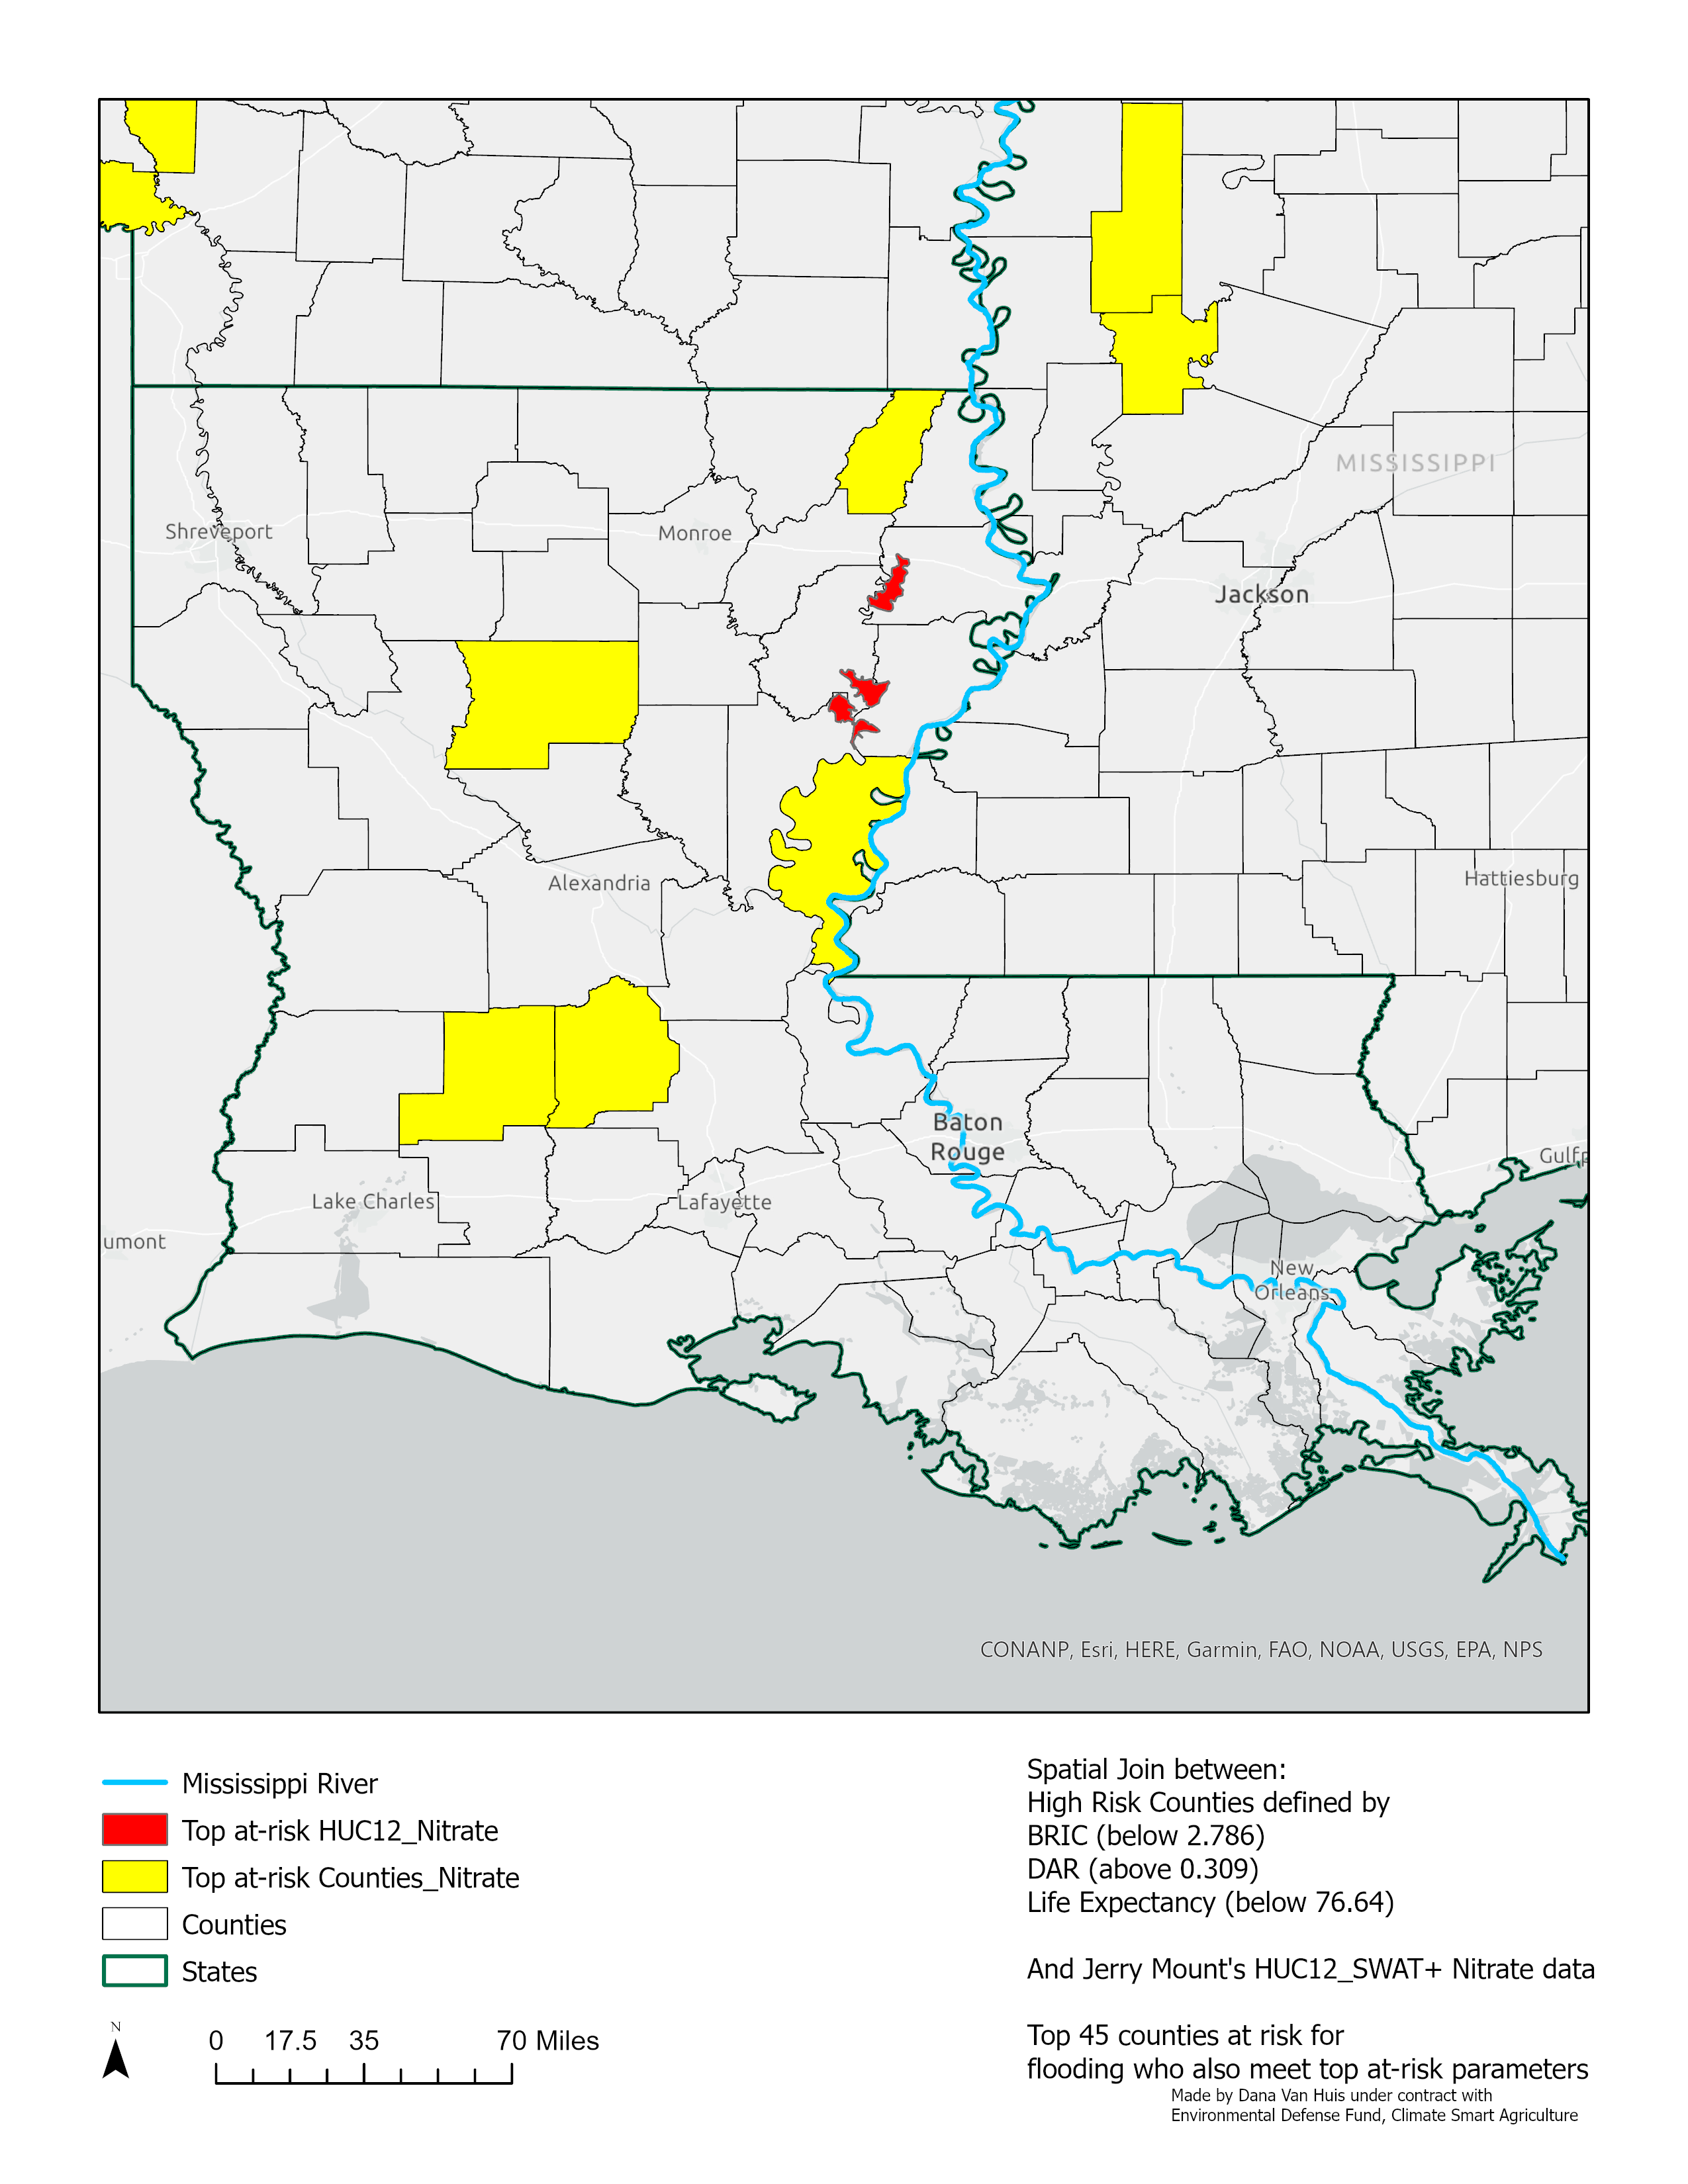 MISSISSIPPI
Shreveport
Monroe
Jackson
Alexandria
Hattiesburg
Baton
Rouge
Gulfp
Lake Charles
Lafayette
umont
New
Orleans
CONANP, Esri, HERE, Garmin, FAO, NOAA, USGS, EPA, NPS
Mississippi River
Top at-risk HUC12_Nitrate
Top at-risk Counties_Nitrate
Counties
States
N
0 17.5 35 70 Miles
Spatial Join between:
High Risk Counties defined by
BRIC (below 2.786)
DAR (above 0.309)
Life Expectancy (below 76.64)
And Jerry Mount's HUC12_SWAT+ Nitrate data
Top 45 counties at risk for
flooding who also meet top at-risk parameters
Made by Dana Van Huis under contract with
Environmental Defense Fund, Climate Smart Agriculture